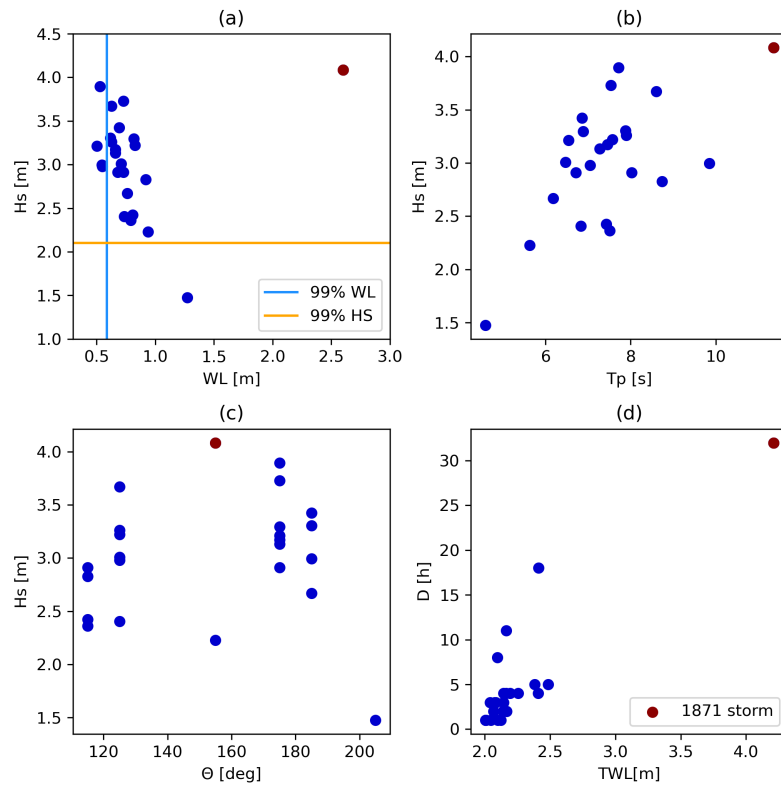 (a)
4.5
4.0
3.5
3.0
2.5
2.0
1.5
1.0
Hs [m]
0.5 1.0 1.5 2.0 2.5 3.0
WL [m]
99% WL
99% HS
(b)
4.0
3.5
3.0
2.5
2.0
1.5
Hs [m]
6 8 10
Tp [s]
(c)
4.0
3.5
3.0
2.5
2.0
1.5
Hs [m]
120 140 160 180 200
Θ [deg]
(d)
30
25
20
15
10
5
0
D [h]
2.0 2.5 3.0 3.5 4.0
TWL[m]
1871 storm